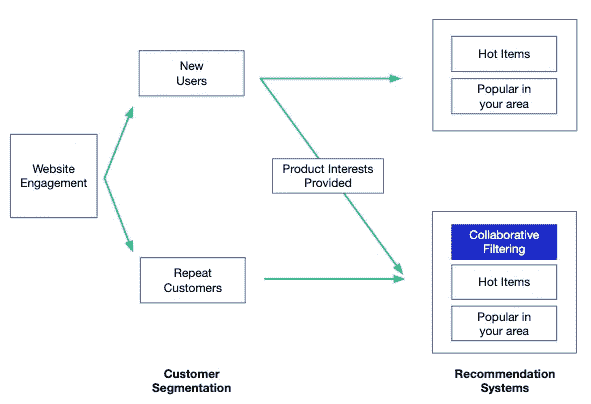 Website
Engagement
New
Users
Repeat
Customers
Customer
Segmentation
Product Interests
Provided
Hot Items
Popular in
your area
Collaborative
Filtering
Hot Items
Popular in
your area
Recommendation
Systems